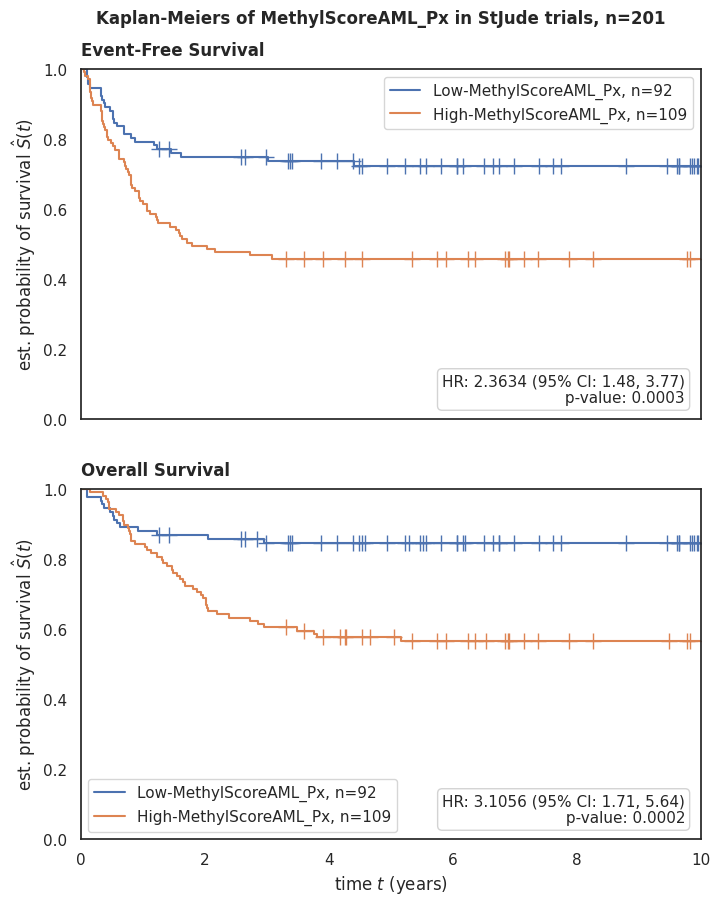 Kaplan-Meiers of MethylScoreAML_Px in StJude trials, n=201
Event-Free Survival
1.0
0.8
0.6
0.4
0.2
0.0
est. probability of survival Ŝ(t)
Low-MethylScoreAML_Px, n=92
High-MethylScoreAML_Px, n=109
HR: 2.3634 (95% CI: 1.48, 3.77)
p-value: 0.0003
Overall Survival
1.0
0.8
0.6
0.4
0.2
0.0
est. probability of survival Ŝ(t)
Low-MethylScoreAML_Px, n=92
High-MethylScoreAML_Px, n=109
HR: 3.1056 (95% CI: 1.71, 5.64)
p-value: 0.0002
0 2 4 6 8 10
time t (years)